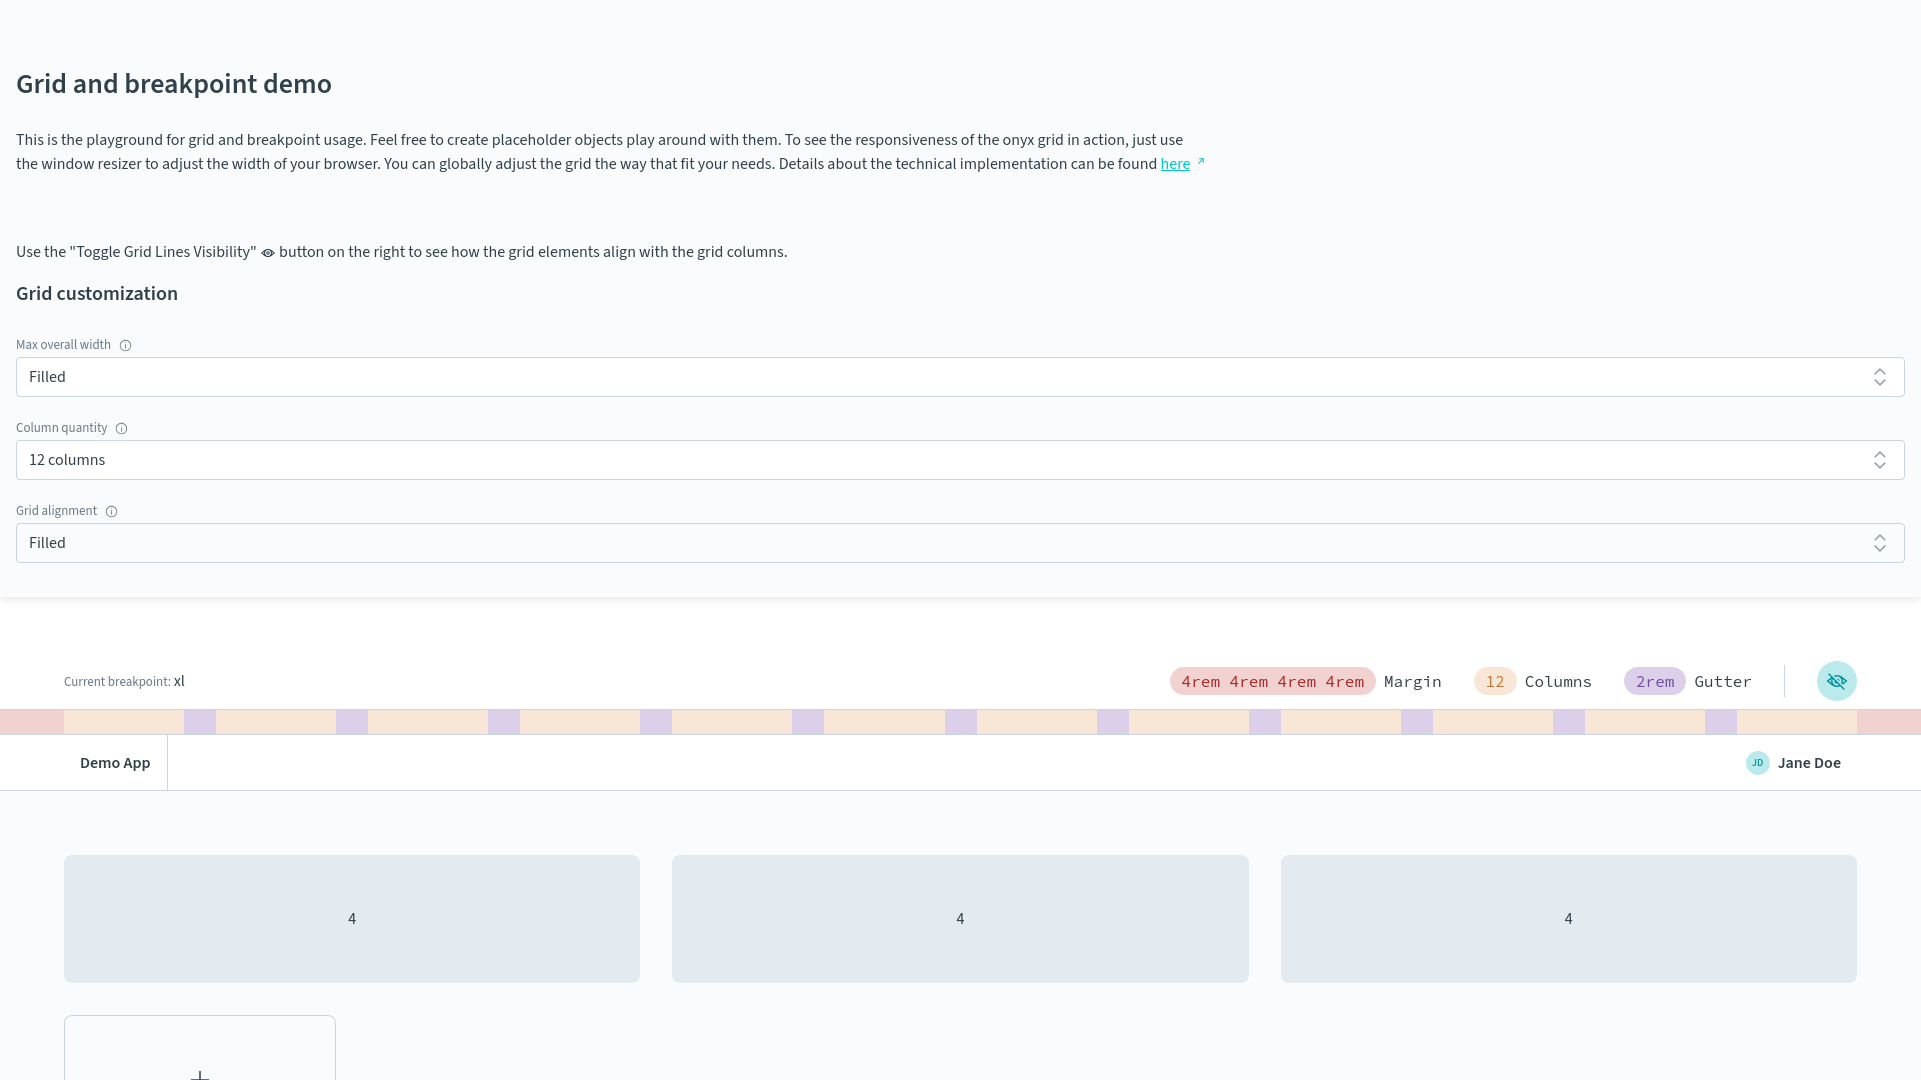 Grid and breakpoint demo
This is the playground for grid and breakpoint usage. Feel free to create placeholder objects play around with them. To see the responsiveness of the onyx grid in action, just use
the window resizer to adjust the width of your browser. You can globally adjust the grid the way that fit your needs. Details about the technical implementation can be found here
Use the "Toggle Grid Lines Visibility" button on the right to see how the grid elements align with the grid columns.
Grid customization
Max overall width
Filled
Column quantity
12 columns
Grid alignment
Filled
Current breakpoint: xl
4rem 4rem 4rem 4rem Margin 12 Columns 2rem Gutter
Demo App
JD Jane Doe
4 4 4